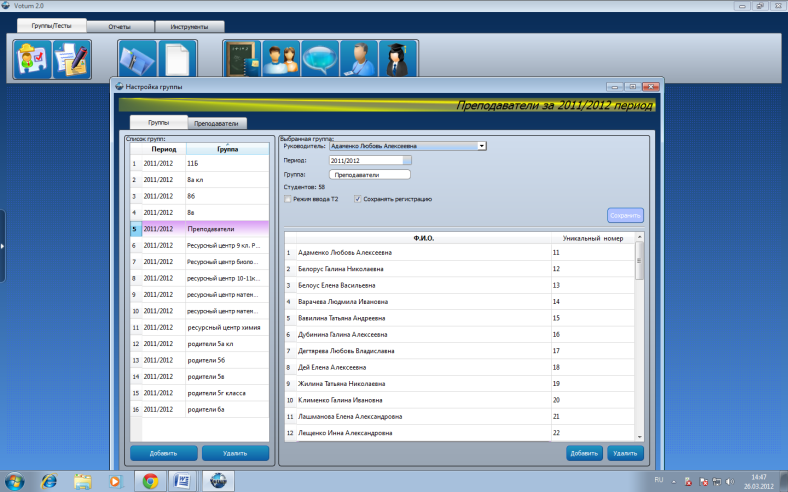 Votum 2.0
Группы/Тесты Отчеты Инструменты
Настройка группы
Преподаватели за 2011/2012 период
Группы Преподаватели
Список групп:
Период Группа
1 2011/2012 11Б
2 2011/2012 8а кл
3 2011/2012 8б
4 2011/2012 8в
5 2011/2012 Преподаватели
6 2011/2012 Ресурсный центр 9 кл. Р...
7 2011/2012 Ресурсный центр биоло...
8 2011/2012 ресурсный центр 10-11к...
9 2011/2012 ресурсный центр матем...
10 2011/2012 ресурсный центр матем...
11 2011/2012 ресурсный центр химия
12 2011/2012 родители 5а кл
13 2011/2012 родители 5б
14 2011/2012 родители 5в
15 2011/2012 родители 5г класса
16 2011/2012 родители 6а
Добавить Удалить
Выбранная группа:
Руководитель: Адаменко Любовь Алексеевна
Период: 2011/2012
Группа: Преподаватели
Студентов: 58
Режим ввода Т2 Сохранять регистрацию
Сохранить
Ф.И.О. Уникальный номер
1 Адаменко Любовь Алексеевна 11
2 Белорус Галина Николаевна 12
3 Белоус Елена Васильевна 13
4 Варачева Людмила Ивановна 14
5 Вавилина Татьяна Андреевна 15
6 Дубинина Галина Алексеевна 16
7 Дегтярева Любовь Владиславна 17
8 Дей Елена Алексеевна 18
9 Жилина Татьяна Николаевна 19
10 Клименко Галина Ивановна 20
11 Лашманова Елена Александровна 21
12 Лещенко Инна Алексеевна 22
Добавить Удалить
RU
14:47
26.03.2012